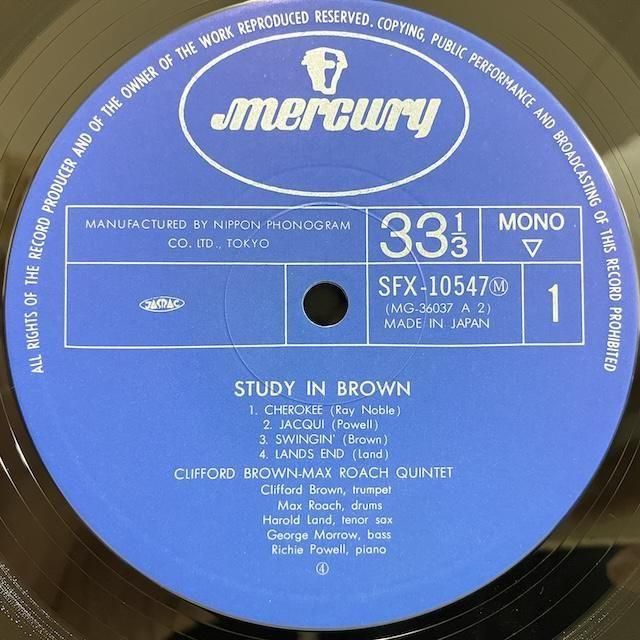 ALL RIGHTS OF THE RECORD PRODUCER AND OF THE OWNER OF THE WORK REPRODUCED RESERVED. COPYING, PUBLIC PERFORMANCE AND BROADCASTING OF THIS RECORD PROHIBITED
mercury
MANUFACTURED BY NIPPON PHONOGRAM
CO. LTD., TOKYO
33 1/3
MONO
▽
JASRAC
SFX-10547Ⓜ
(MG-36037 A 2)
MADE IN JAPAN
1
STUDY IN BROWN
1. CHEROKEE (Ray Noble)
2. JACQUI (Powell)
3. SWINGIN' (Brown)
4. LANDS END (Land)
CLIFFORD BROWN-MAX ROACH QUINTET
Clifford Brown, trumpet
Max Roach, drums
Harold Land, tenor sax
George Morrow, bass
Richie Powell, piano
④